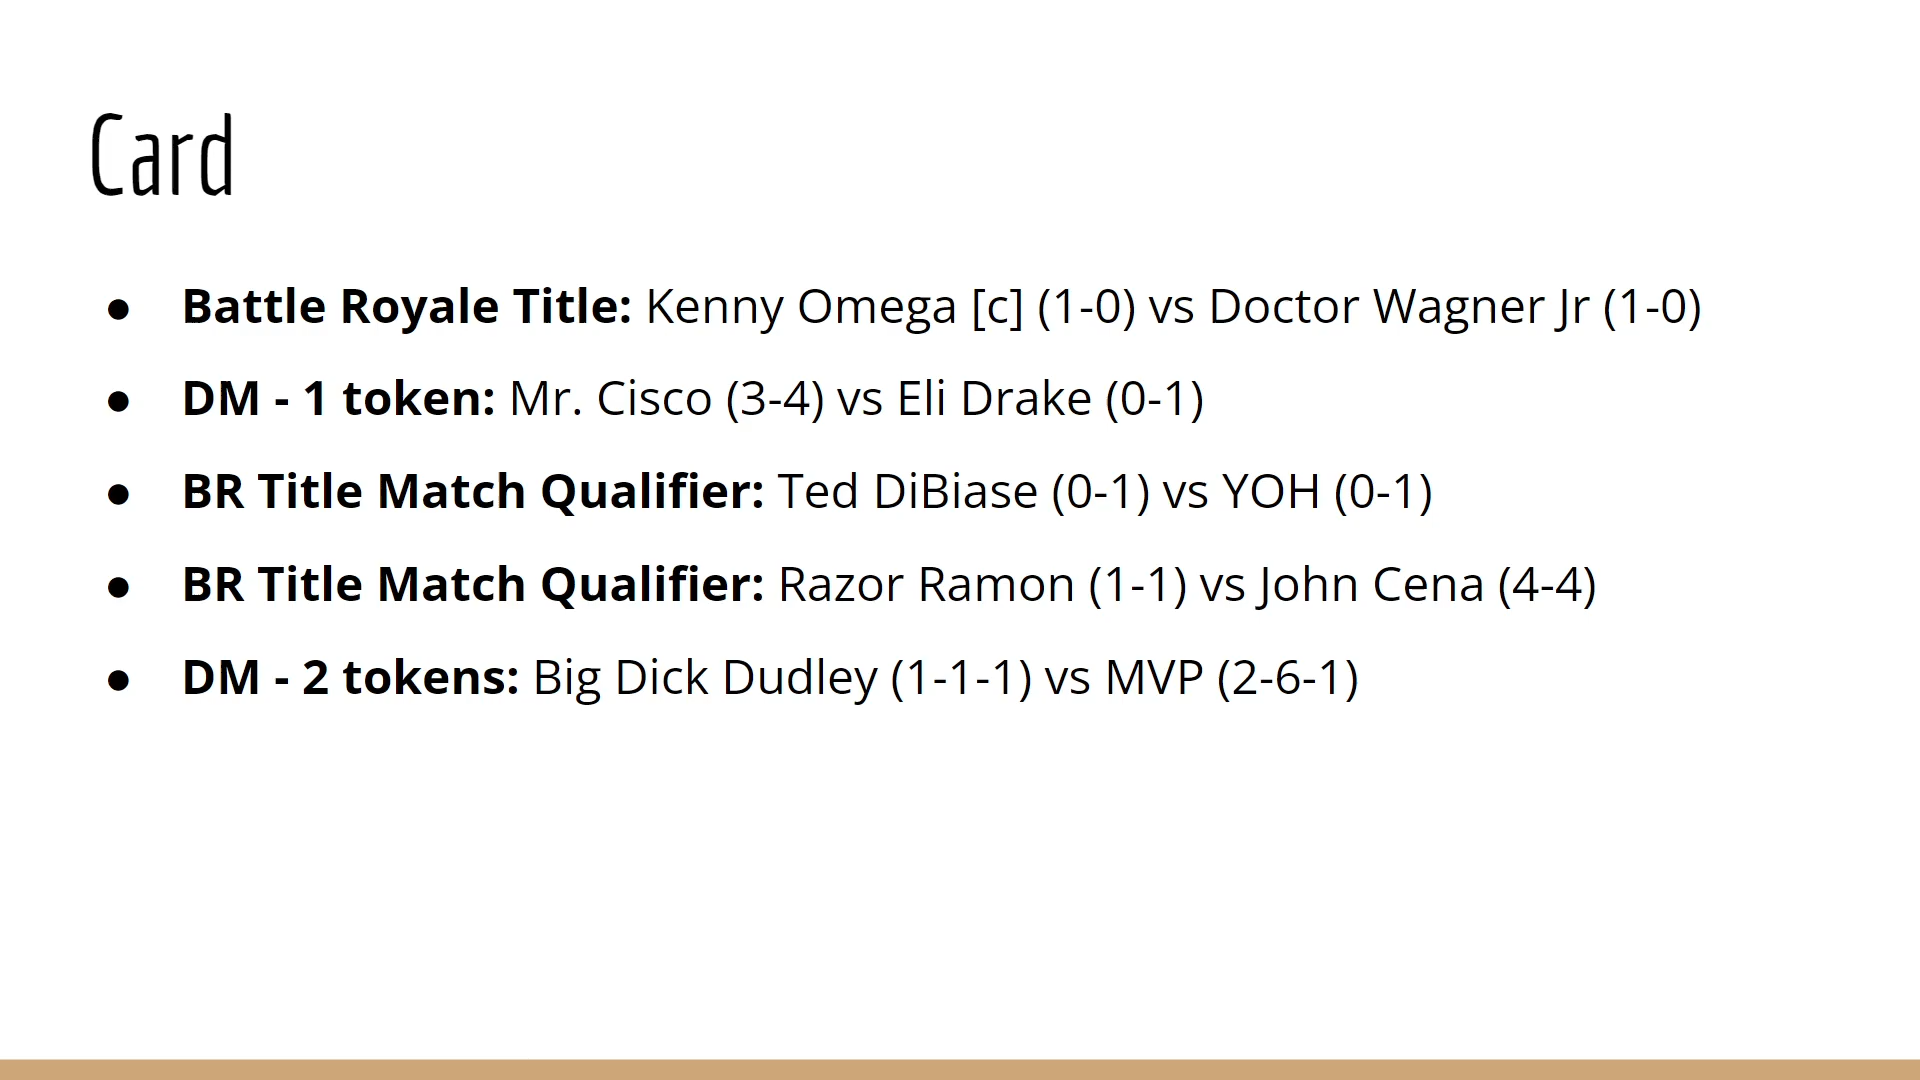 Card
● Battle Royale Title: Kenny Omega [c] (1-0) vs Doctor Wagner Jr (1-0)
● DM - 1 token: Mr. Cisco (3-4) vs Eli Drake (0-1)
● BR Title Match Qualifier: Ted DiBiase (0-1) vs YOH (0-1)
● BR Title Match Qualifier: Razor Ramon (1-1) vs John Cena (4-4)
● DM - 2 tokens: Big Dick Dudley (1-1-1) vs MVP (2-6-1)